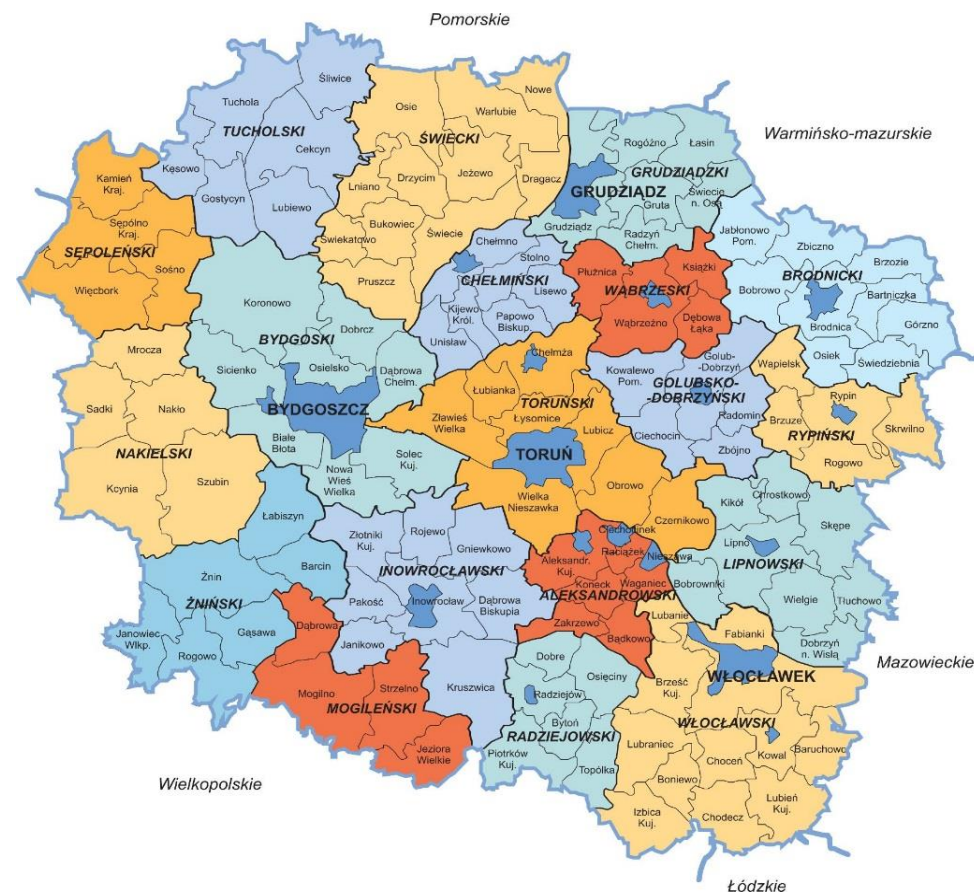 Pomorskie
Warmińsko-mazurskie
Mazowieckie
Łódzkie
Wielkopolskie
TUCHOLSKI
Śliwice
Tuchola
Cekcyn
Kęsowo
Gostycyn
Lubiewo
ŚWIECKI
Nowe
Osie
Warlubie
Lniano
Drzycim
Jeżewo
Dragacz
Bukowiec
Świekatowo
Świecie
Pruszcz
GRUDZIĄDZKI
GRUDZIĄDZ
Rogóźno
Łasin
Świecie
n. Osą
Gruta
Grudziądz
Radzyń
Chełm.
SĘPOLEŃSKI
Kamień
Kraj.
Sępólno
Kraj.
Sośno
Więcbork
CHEŁMIŃSKI
Chełmno
Stolno
Lisewo
Kijewo
Król.
Papowo
Biskup.
Unisław
WĄBRZESKI
Płużnica
Książki
Wąbrzeźno
Dębowa
Łąka
BRODNICKI
Jabłonowo
Pom.
Zbiczno
Brzozie
Bobrowo
Bartniczka
Brodnica
Górzno
Osiek
Świedziebnia
BYDGOSKI
BYDGOSZCZ
Koronowo
Dobrcz
Osielsko
Sicienko
Dąbrowa
Chełm.
Białe
Błota
Nowa
Wieś
Wielka
Solec
Kuj.
NAKIELSKI
Mrocza
Sadki
Nakło
Kcynia
Szubin
TORUŃSKI
TORUŃ
Chełmża
Łubianka
Zławieś
Wielka
Łysomice
Lubicz
Wielka
Nieszawka
Obrowo
Czernikowo
GOLUBSKO-
-DOBRZYŃSKI
Kowalewo
Pom.
Golub-
-Dobrzyń
Radomin
Ciechocin
Zbójno
RYPIŃSKI
Wąpielsk
Rypin
Brzuze
Skrwilno
Rogowo
LIPNOWSKI
Kikół
Chrostkowo
Skępe
Lipno
Bobrowniki
Wielgie
Tłuchowo
Dobrzyń
n. Wisłą
ŻNIŃSKI
Łabiszyn
Barcin
Żnin
Janowiec
Wlkp.
Gąsawa
Rogowo
INOWROCŁAWSKI
Złotniki
Kuj.
Rojewo
Gniewkowo
Pakość
Inowrocław
Dąbrowa
Biskupia
Janikowo
Kruszwica
ALEKSANDROWSKI
Ciechocinek
Raciążek
Nieszawa
Aleksandr.
Kuj.
Koneck
Waganiec
Zakrzewo
Bądkowo
MOGILEŃSKI
Dąbrowa
Mogilno
Strzelno
Jeziora
Wielkie
RADZIEJOWSKI
Dobre
Osięciny
Radziejów
Bytoń
Piotrków
Kuj.
Topólka
WŁOCŁAWSKI
WŁOCŁAWEK
Lubanie
Fabianki
Brześć
Kuj.
Lubraniec
Choceń
Kowal
Baruchowo
Boniewo
Izbica
Kuj.
Chodecz
Lubień
Kuj.